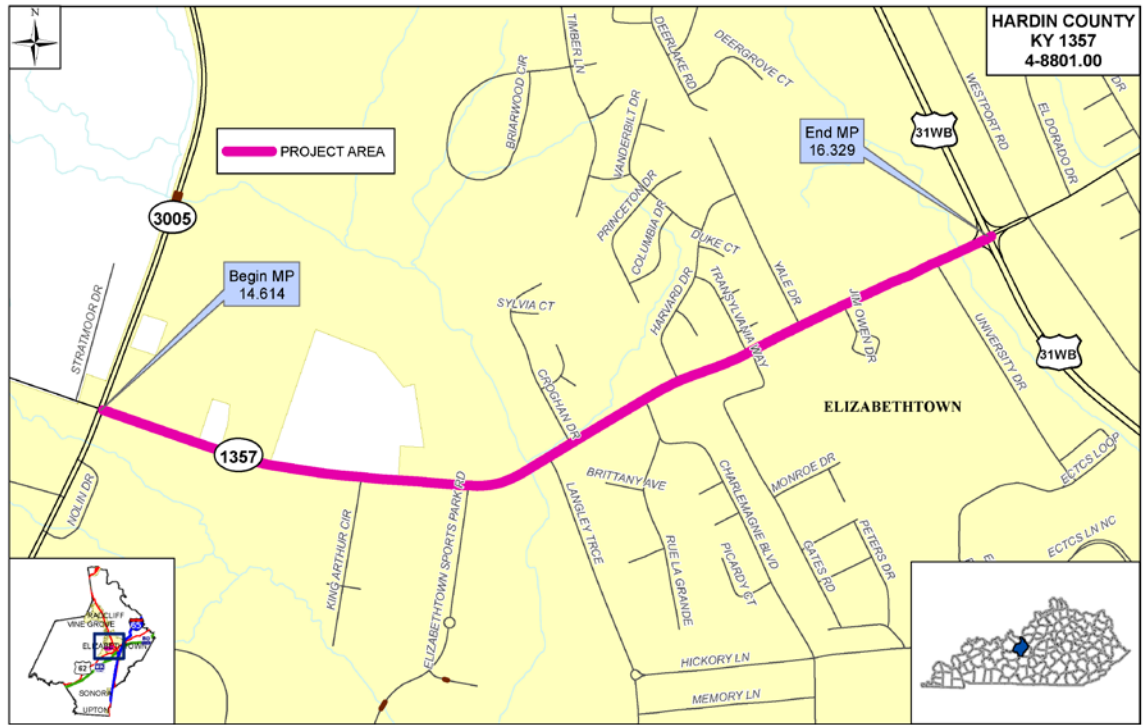 N
HARDIN COUNTY
KY 1357
4-8801.00
PROJECT AREA
TIMBER LN
BRIARWOOD CIR
DEERLAKE RD
DEERGROVE CT
VANDERBILT DR
PRINCETON DR
COLUMBIA DR
DUKE CT
End MP
16.329
31WB
WESTPORT RD
EL DORADO DR
DR
3005
Begin MP
14.614
STRATMOOR DR
SYLVIA CT
HARVARD DR
TRANSYLVANIA WAY
YALE DR
JIM OWEN DR
UNIVERSITY DR
31WB
CROGHAN DR
ELIZABETHTOWN
1357
NOLIN DR
KING ARTHUR CIR
ELIZABETHTOWN SPORTS PARK RD
LANGLEY TRCE
BRITTANY AVE
RUE LA GRANDE
PICARDY CT
CHARLEMAGNE BLVD
MONROE DR
GATES RD
PETERS DR
ECTCS LOOP
ECTCS LN NC
HICKORY LN
MEMORY LN
RADCLIFF
VINE GROVE
ELIZABETHTOWN
65
62
SONORA
UPTON